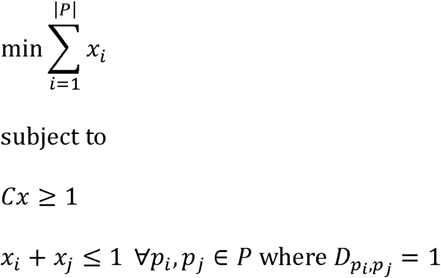 |P|
min ∑ x_i
i=1
subject to
Cx ≥ 1
x_i + x_j ≤ 1 ∀p_i, p_j ∈ P where D_{p_i,p_j} = 1